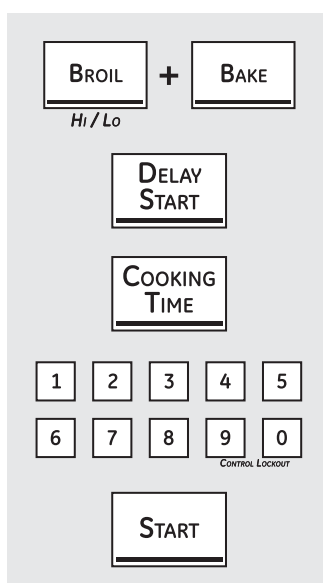 BROIL + BAKE
HI / LO
DELAY
START
COOKING
TIME
1 2 3 4 5
6 7 8 9 0
CONTROL LOCKOUT
START